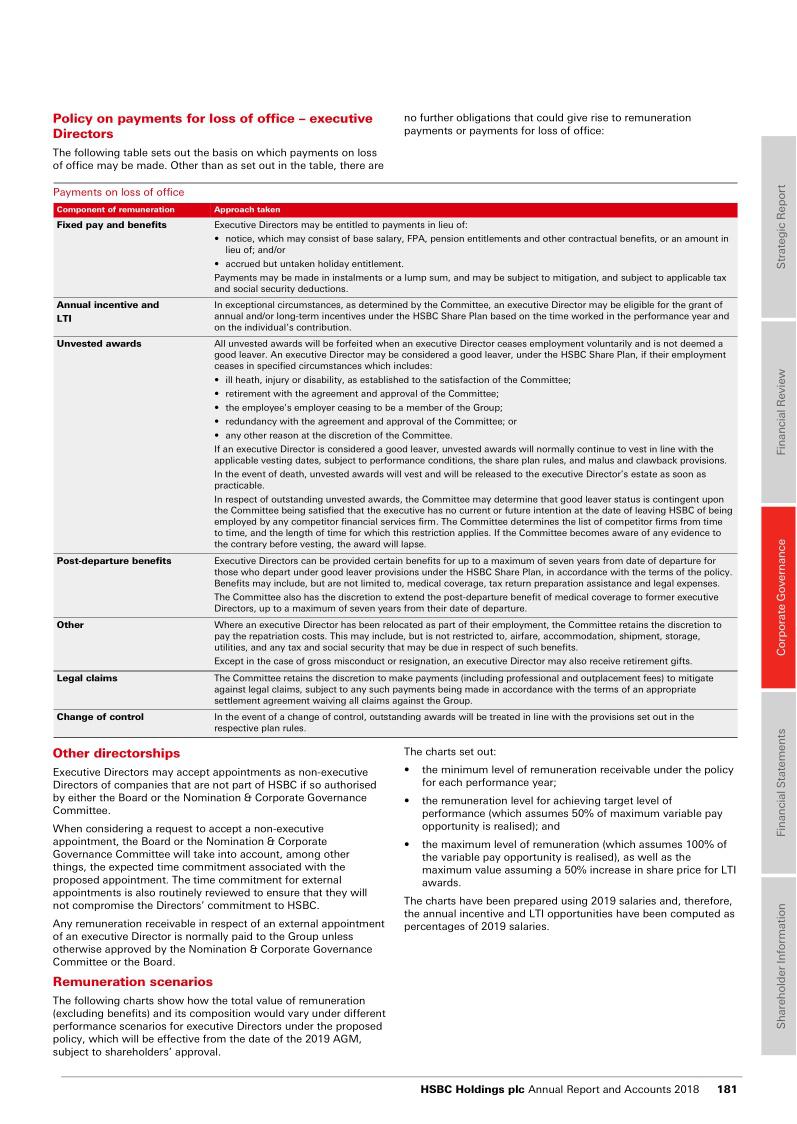 Policy on payments for loss of office – executive
Directors
The following table sets out the basis on which payments on loss
of office may be made. Other than as set out in the table, there are
no further obligations that could give rise to remuneration
payments or payments for loss of office:
Payments on loss of office
Component of remuneration Approach taken
Fixed pay and benefits Executive Directors may be entitled to payments in lieu of:
• notice, which may consist of base salary, FPA, pension entitlements and other contractual benefits, or an amount in
lieu of; and/or
• accrued but untaken holiday entitlement.
Payments may be made in instalments or a lump sum, and may be subject to mitigation, and subject to applicable tax
and social security deductions.
Annual incentive and
LTI
In exceptional circumstances, as determined by the Committee, an executive Director may be eligible for the grant of
annual and/or long-term incentives under the HSBC Share Plan based on the time worked in the performance year and
on the individual's contribution.
Unvested awards All unvested awards will be forfeited when an executive Director ceases employment voluntarily and is not deemed a
good leaver. An executive Director may be considered a good leaver, under the HSBC Share Plan, if their employment
ceases in specified circumstances which includes:
• ill heath, injury or disability, as established to the satisfaction of the Committee;
• retirement with the agreement and approval of the Committee;
• the employee's employer ceasing to be a member of the Group;
• redundancy with the agreement and approval of the Committee; or
• any other reason at the discretion of the Committee.
If an executive Director is considered a good leaver, unvested awards will normally continue to vest in line with the
applicable vesting dates, subject to performance conditions, the share plan rules, and malus and clawback provisions.
In the event of death, unvested awards will vest and will be released to the executive Director's estate as soon as
practicable.
In respect of outstanding unvested awards, the Committee may determine that good leaver status is contingent upon
the Committee being satisfied that the executive has no current or future intention at the date of leaving HSBC of being
employed by any competitor financial services firm. The Committee determines the list of competitor firms from time
to time, and the length of time for which this restriction applies. If the Committee becomes aware of any evidence to
the contrary before vesting, the award will lapse.
Post-departure benefits Executive Directors can be provided certain benefits for up to a maximum of seven years from date of departure for
those who depart under good leaver provisions under the HSBC Share Plan, in accordance with the terms of the policy.
Benefits may include, but are not limited to, medical coverage, tax return preparation assistance and legal expenses.
The Committee also has the discretion to extend the post-departure benefit of medical coverage to former executive
Directors, up to a maximum of seven years from their date of departure.
Other Where an executive Director has been relocated as part of their employment, the Committee retains the discretion to
pay the repatriation costs. This may include, but is not restricted to, airfare, accommodation, shipment, storage,
utilities, and any tax and social security that may be due in respect of such benefits.
Except in the case of gross misconduct or resignation, an executive Director may also receive retirement gifts.
Legal claims The Committee retains the discretion to make payments (including professional and outplacement fees) to mitigate
against legal claims, subject to any such payments being made in accordance with the terms of an appropriate
settlement agreement waiving all claims against the Group.
Change of control In the event of a change of control, outstanding awards will be treated in line with the provisions set out in the
respective plan rules.
Other directorships
Executive Directors may accept appointments as non-executive
Directors of companies that are not part of HSBC if so authorised
by either the Board or the Nomination & Corporate Governance
Committee.
When considering a request to accept a non-executive
appointment, the Board or the Nomination & Corporate
Governance Committee will take into account, among other
things, the expected time commitment associated with the
proposed appointment. The time commitment for external
appointments is also routinely reviewed to ensure that they will
not compromise the Directors' commitment to HSBC.
Any remuneration receivable in respect of an external appointment
of an executive Director is normally paid to the Group unless
otherwise approved by the Nomination & Corporate Governance
Committee or the Board.
Remuneration scenarios
The following charts show how the total value of remuneration
(excluding benefits) and its composition would vary under different
performance scenarios for executive Directors under the proposed
policy, which will be effective from the date of the 2019 AGM,
subject to shareholders' approval.
The charts set out:
• the minimum level of remuneration receivable under the policy
for each performance year;
• the remuneration level for achieving target level of
performance (which assumes 50% of maximum variable pay
opportunity is realised); and
• the maximum level of remuneration (which assumes 100% of
the variable pay opportunity is realised), as well as the
maximum value assuming a 50% increase in share price for LTI
awards.
The charts have been prepared using 2019 salaries and, therefore,
the annual incentive and LTI opportunities have been computed as
percentages of 2019 salaries.
Strategic Report
Financial Review
Corporate Governance
Financial Statements
Shareholder Information
HSBC Holdings plc Annual Report and Accounts 2018 181